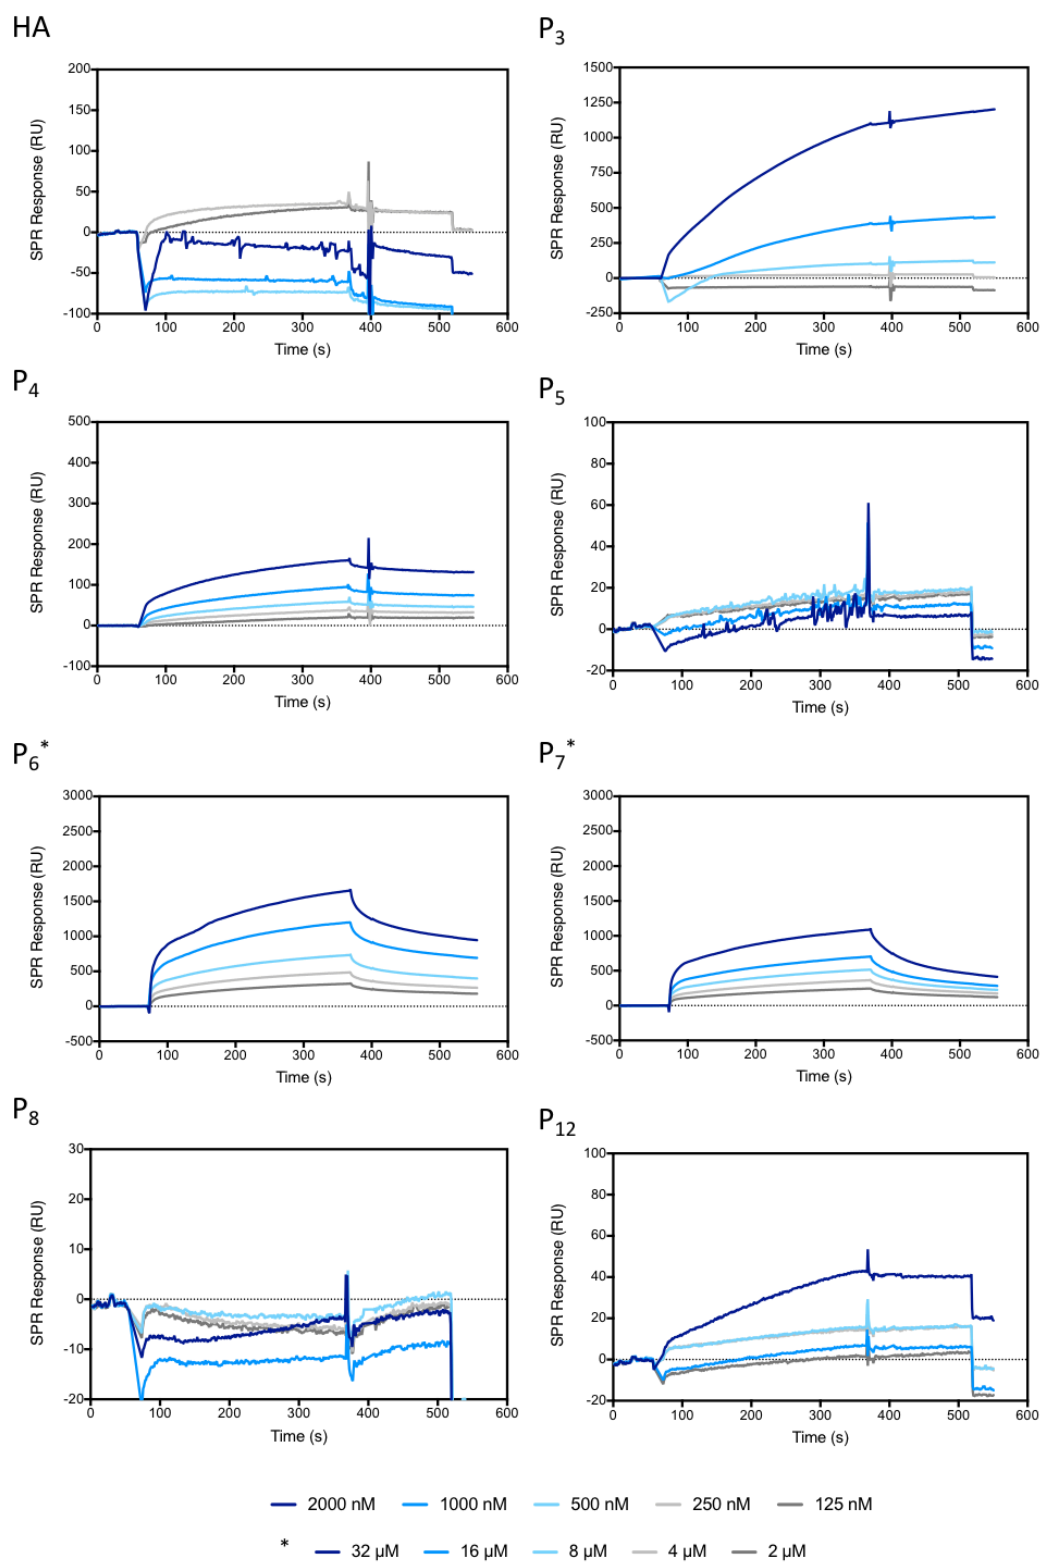 HA
200
150
100
50
0
-50
-100
0 100 200 300 400 500 600
SPR Response (RU)
Time (s)
P3
1500
1250
1000
750
500
250
0
-250
0 100 200 300 400 500 600
SPR Response (RU)
Time (s)
P4
500
400
300
200
100
0
-100
0 100 200 300 400 500 600
SPR Response (RU)
Time (s)
P5
100
80
60
40
20
0
-20
0 100 200 300 400 500 600
SPR Response (RU)
Time (s)
P6*
3000
2500
2000
1500
1000
500
0
-500
0 100 200 300 400 500 600
SPR Response (RU)
Time (s)
P7*
3000
2500
2000
1500
1000
500
0
-500
0 100 200 300 400 500 600
SPR Response (RU)
Time (s)
P8
30
20
10
0
-10
-20
0 100 200 300 400 500 600
SPR Response (RU)
Time (s)
P12
100
80
60
40
20
0
-20
0 100 200 300 400 500 600
SPR Response (RU)
Time (s)
2000 nM 1000 nM 500 nM 250 nM 125 nM
* 32 µM 16 µM 8 µM 4 µM 2 µM